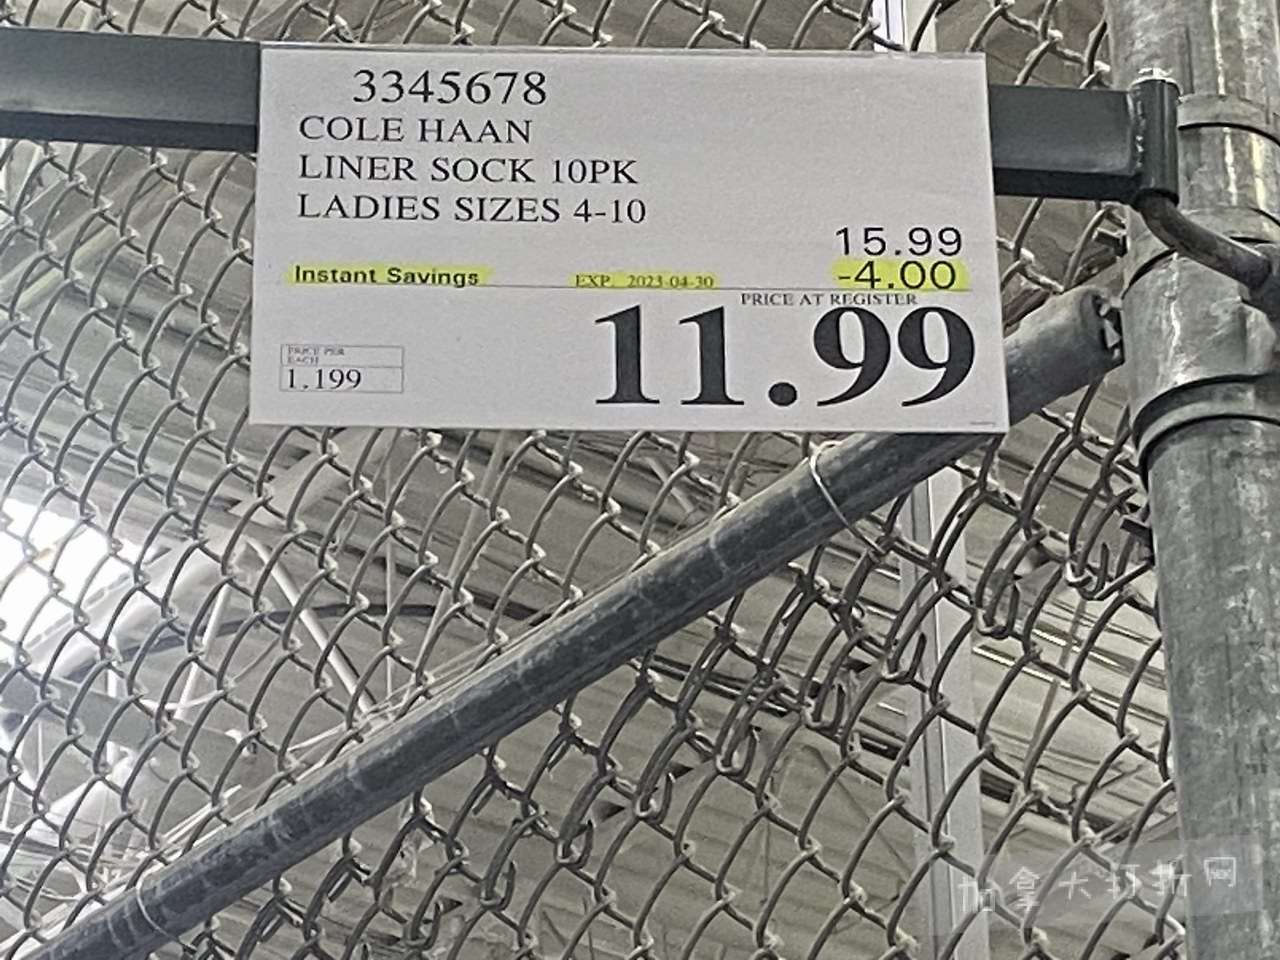 3345678
COLE HAAN
LINER SOCK 10PK
LADIES SIZES 4-10
15.99
Instant Savings EXP. 2023-04-30 -4.00
PRICE AT REGISTER
11.99
PRICE PER
EACH
1.199
加拿大打折网